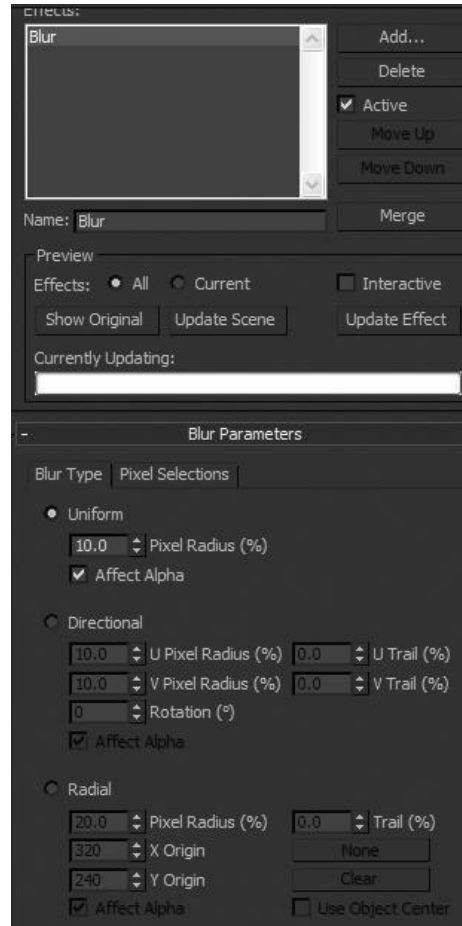 Effects:
Blur
Add...
Delete
Active
Move Up
Move Down
Name: Blur
Merge
Preview
Effects: All Current Interactive
Show Original Update Scene Update Effect
Currently Updating:
- Blur Parameters
Blur Type Pixel Selections
Uniform
10.0 Pixel Radius (%)
Affect Alpha
Directional
10.0 U Pixel Radius (%) 0.0 U Trail (%)
10.0 V Pixel Radius (%) 0.0 V Trail (%)
0 Rotation (º)
Affect Alpha
Radial
20.0 Pixel Radius (%) 0.0 Trail (%)
320 X Origin None
240 Y Origin Clear
Affect Alpha Use Object Center